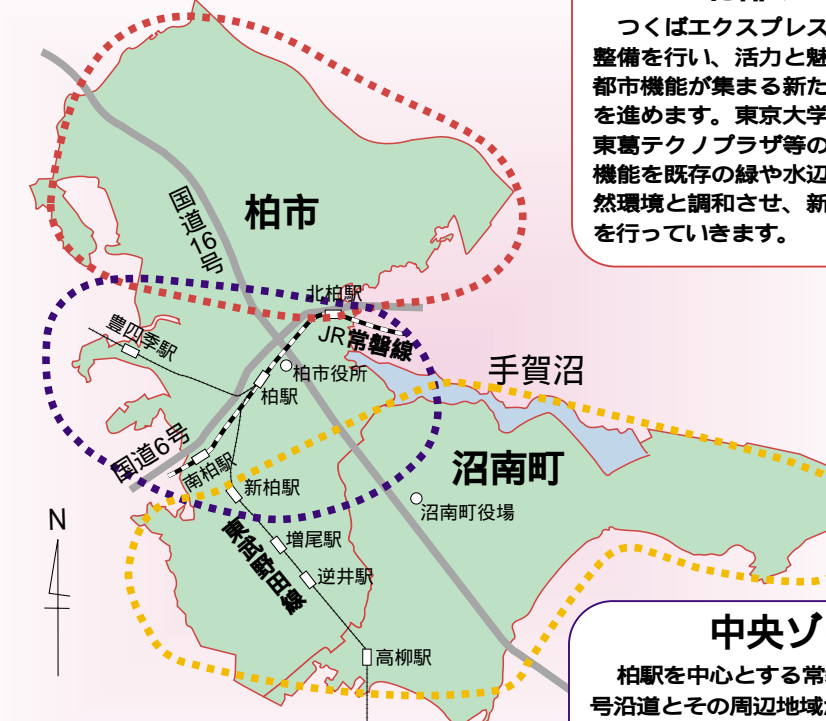 つくばエクスプレス
整備を行い、活力と魅
都市機能が集まる新た
を進めます。東京大学
東葛テクノプラザ等の
機能を既存の緑や水辺
然環境と調和させ、新
を行っていきます。
国道16号
柏市
北柏駅
豊四季駅
JR常磐線
柏市役所
柏駅
手賀沼
国道6号
南柏駅
新柏駅
沼南町
沼南町役場
N
東武野田線
増尾駅
逆井駅
高柳駅
中央ゾ
柏駅を中心とする常
号沿道とその周辺地域